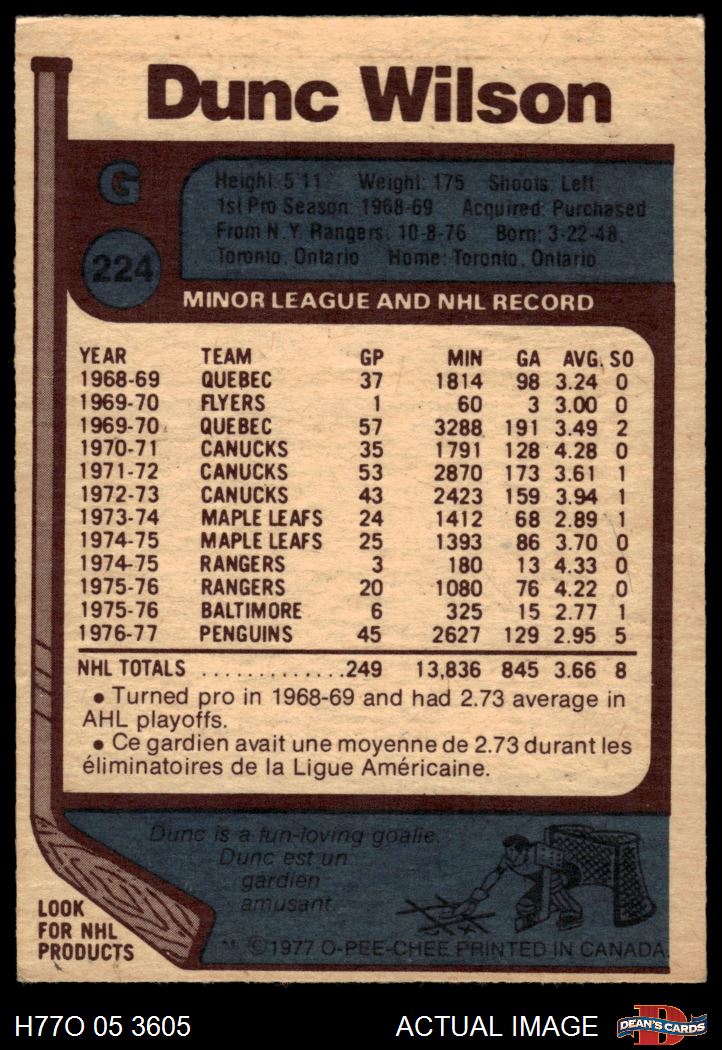 Dunc Wilson
G
Height: 5'11 Weight: 175 Shoots: Left
1st Pro Season: 1968-69 Acquired: Purchased
From N.Y. Rangers, 10-8-76 Born: 3-22-48,
Toronto, Ontario Home: Toronto, Ontario
224
MINOR LEAGUE AND NHL RECORD
YEAR TEAM GP MIN GA AVG. SO
1968-69 QUEBEC 37 1814 98 3.24 0
1969-70 FLYERS 1 60 3 3.00 0
1969-70 QUEBEC 57 3288 191 3.49 2
1970-71 CANUCKS 35 1791 128 4.28 0
1971-72 CANUCKS 53 2870 173 3.61 1
1972-73 CANUCKS 43 2423 159 3.94 1
1973-74 MAPLE LEAFS 24 1412 68 2.89 1
1974-75 MAPLE LEAFS 25 1393 86 3.70 0
1974-75 RANGERS 3 180 13 4.33 0
1975-76 RANGERS 20 1080 76 4.22 0
1975-76 BALTIMORE 6 325 15 2.77 1
1976-77 PENGUINS 45 2627 129 2.95 5
NHL TOTALS .............249 13,836 845 3.66 8
• Turned pro in 1968-69 and had 2.73 average in
AHL playoffs.
• Ce gardien avait une moyenne de 2.73 durant les
éliminatoires de la Ligue Américaine.
Dunc is a fun-loving goalie.
Dunc est un
gardien
amusant.
LOOK
FOR NHL
PRODUCTS
©1977 O-PEE-CHEE PRINTED IN CANADA
H77O 05 3605 ACTUAL IMAGE DEAN'S CARDS